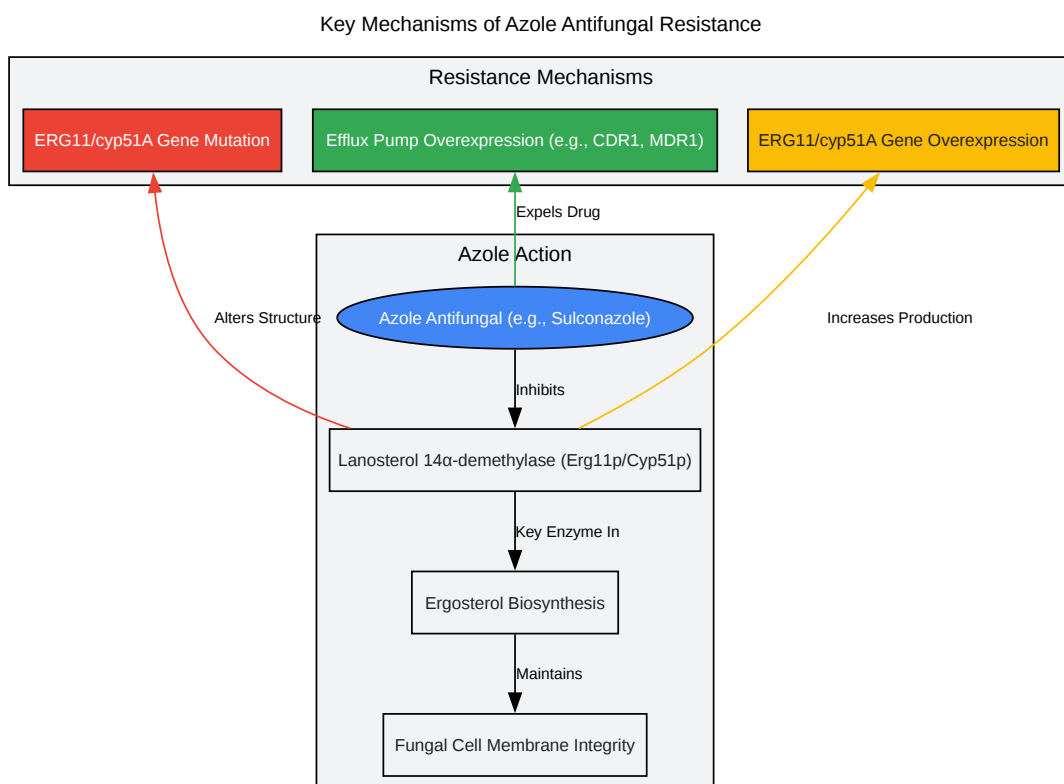 Key Mechanisms of Azole Antifungal Resistance
Resistance Mechanisms
ERG11/cyp51A Gene Mutation
Efflux Pump Overexpression (e.g., CDR1, MDR1)
ERG11/cyp51A Gene Overexpression
Expels Drug
Azole Action
Alters Structure
Azole Antifungal (e.g., Sulconazole)
Increases Production
Inhibits
Lanosterol 14α-demethylase (Erg11p/Cyp51p)
Key Enzyme In
Ergosterol Biosynthesis
Maintains
Fungal Cell Membrane Integrity